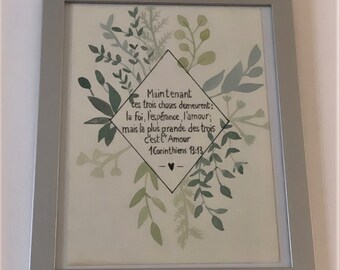 Maintenant
ces trois choses demeurent;
la foi, l'espérance, l'amour;
mais la plus grande des trois
c'est l'Amour
1 Corinthiens 13:13